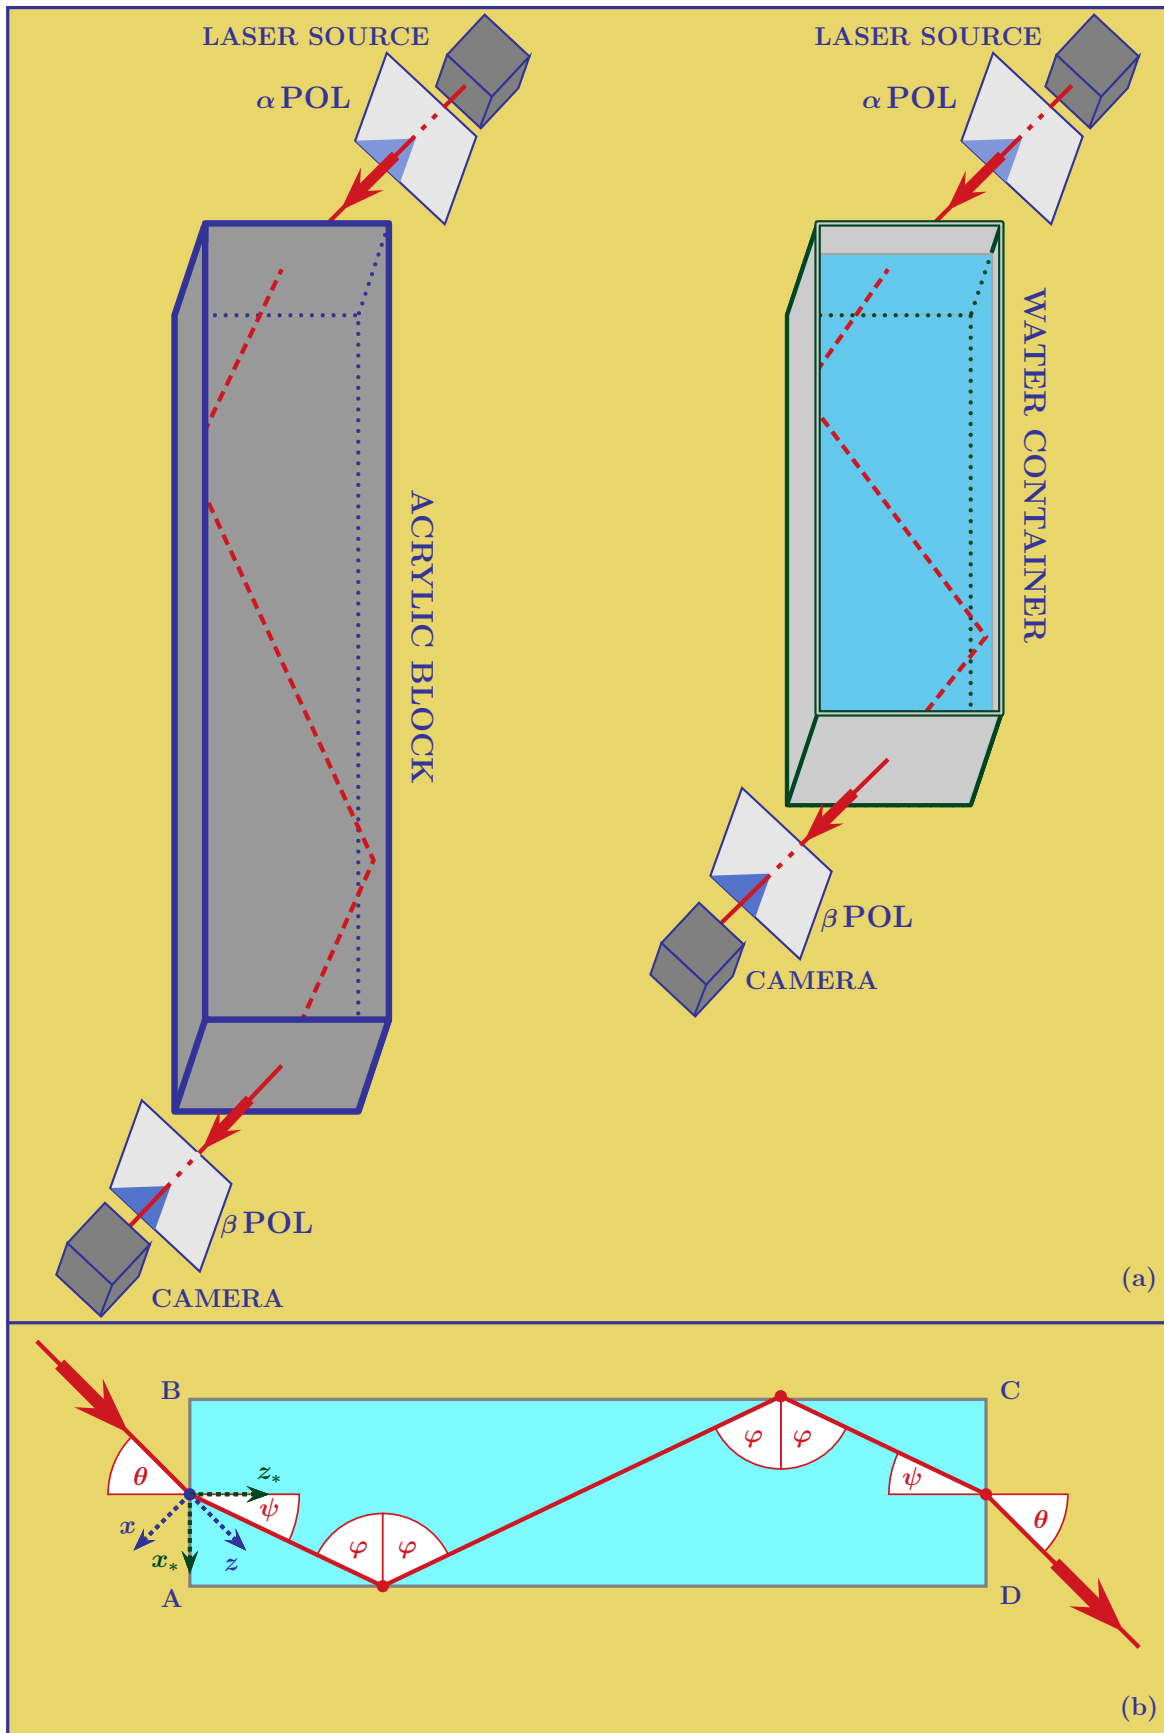 LASER SOURCE
α POL
ACRYLIC BLOCK
β POL
CAMERA
LASER SOURCE
α POL
WATER CONTAINER
β POL
CAMERA
(a)
B
C
θ
z*
ψ
x
x*
z
φ φ
φ φ
ψ
θ
A
D
(b)